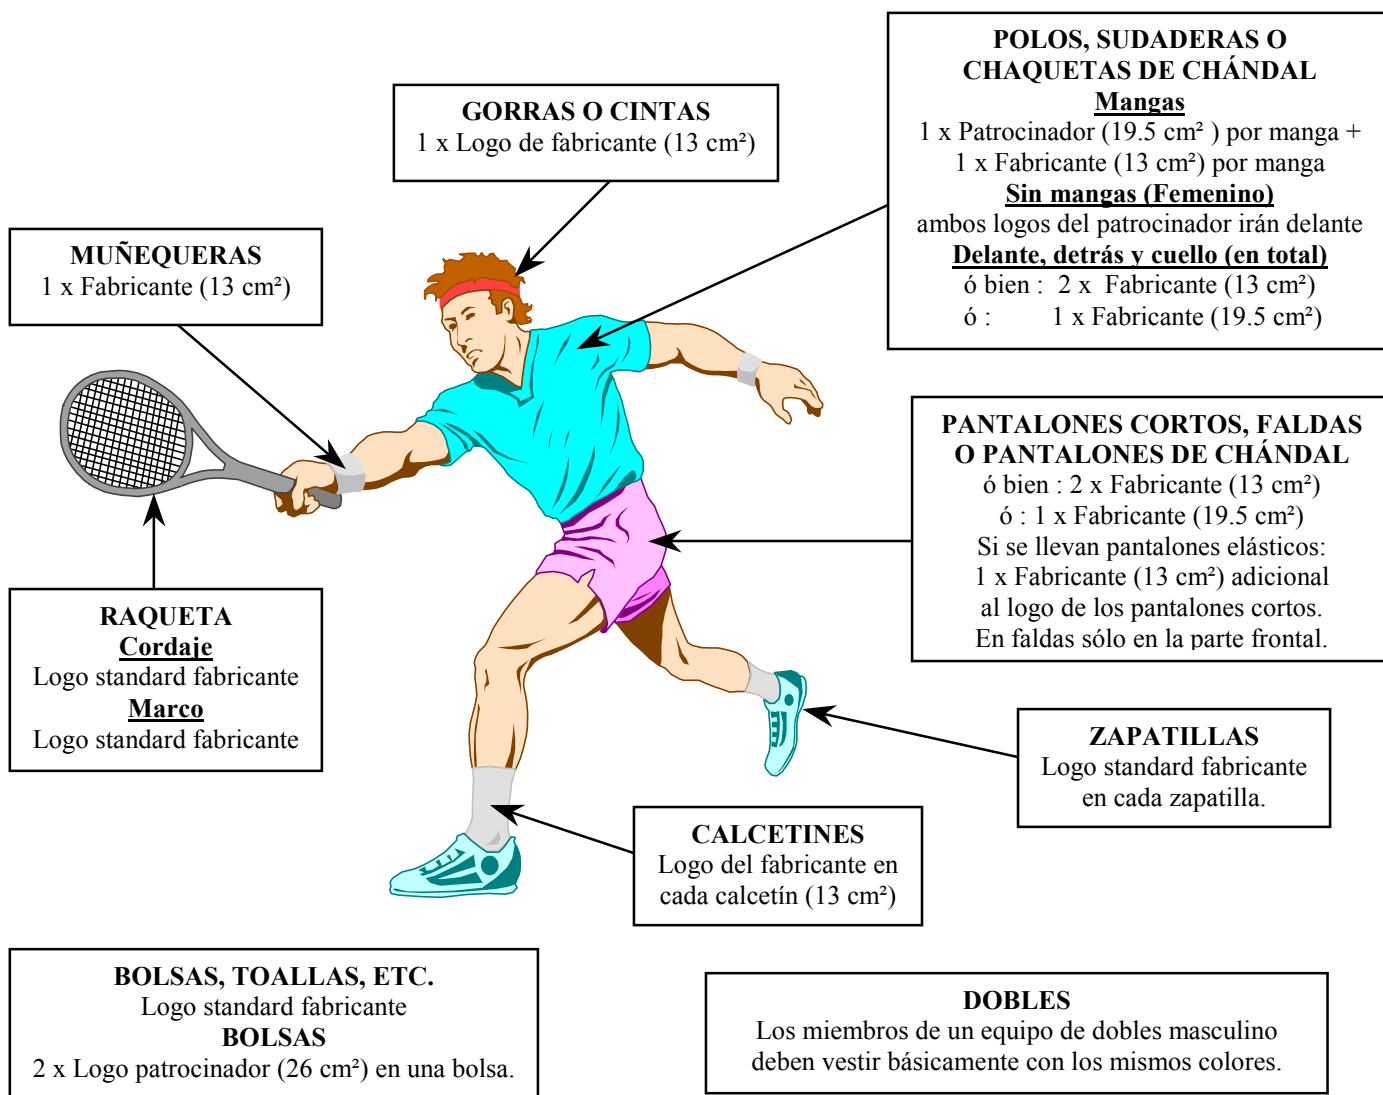 POLOS, SUDADERAS O
CHAQUETAS DE CHÁNDAL
Mangas
1 x Patrocinador (19.5 cm² ) por manga +
1 x Fabricante (13 cm²) por manga
Sin mangas (Femenino)
ambos logos del patrocinador irán delante
Delante, detrás y cuello (en total)
ó bien : 2 x Fabricante (13 cm²)
ó : 1 x Fabricante (19.5 cm²)
GORRAS O CINTAS
1 x Logo de fabricante (13 cm²)
MUÑEQUERAS
1 x Fabricante (13 cm²)
PANTALONES CORTOS, FALDAS
O PANTALONES DE CHÁNDAL
ó bien : 2 x Fabricante (13 cm²)
ó : 1 x Fabricante (19.5 cm²)
Si se llevan pantalones elásticos:
1 x Fabricante (13 cm²) adicional
al logo de los pantalones cortos.
En faldas sólo en la parte frontal.
RAQUETA
Cordaje
Logo standard fabricante
Marco
Logo standard fabricante
ZAPATILLAS
Logo standard fabricante
en cada zapatilla.
CALCETINES
Logo del fabricante en
cada calcetín (13 cm²)
BOLSAS, TOALLAS, ETC.
Logo standard fabricante
BOLSAS
2 x Logo patrocinador (26 cm²) en una bolsa.
DOBLES
Los miembros de un equipo de dobles masculino
deben vestir básicamente con los mismos colores.